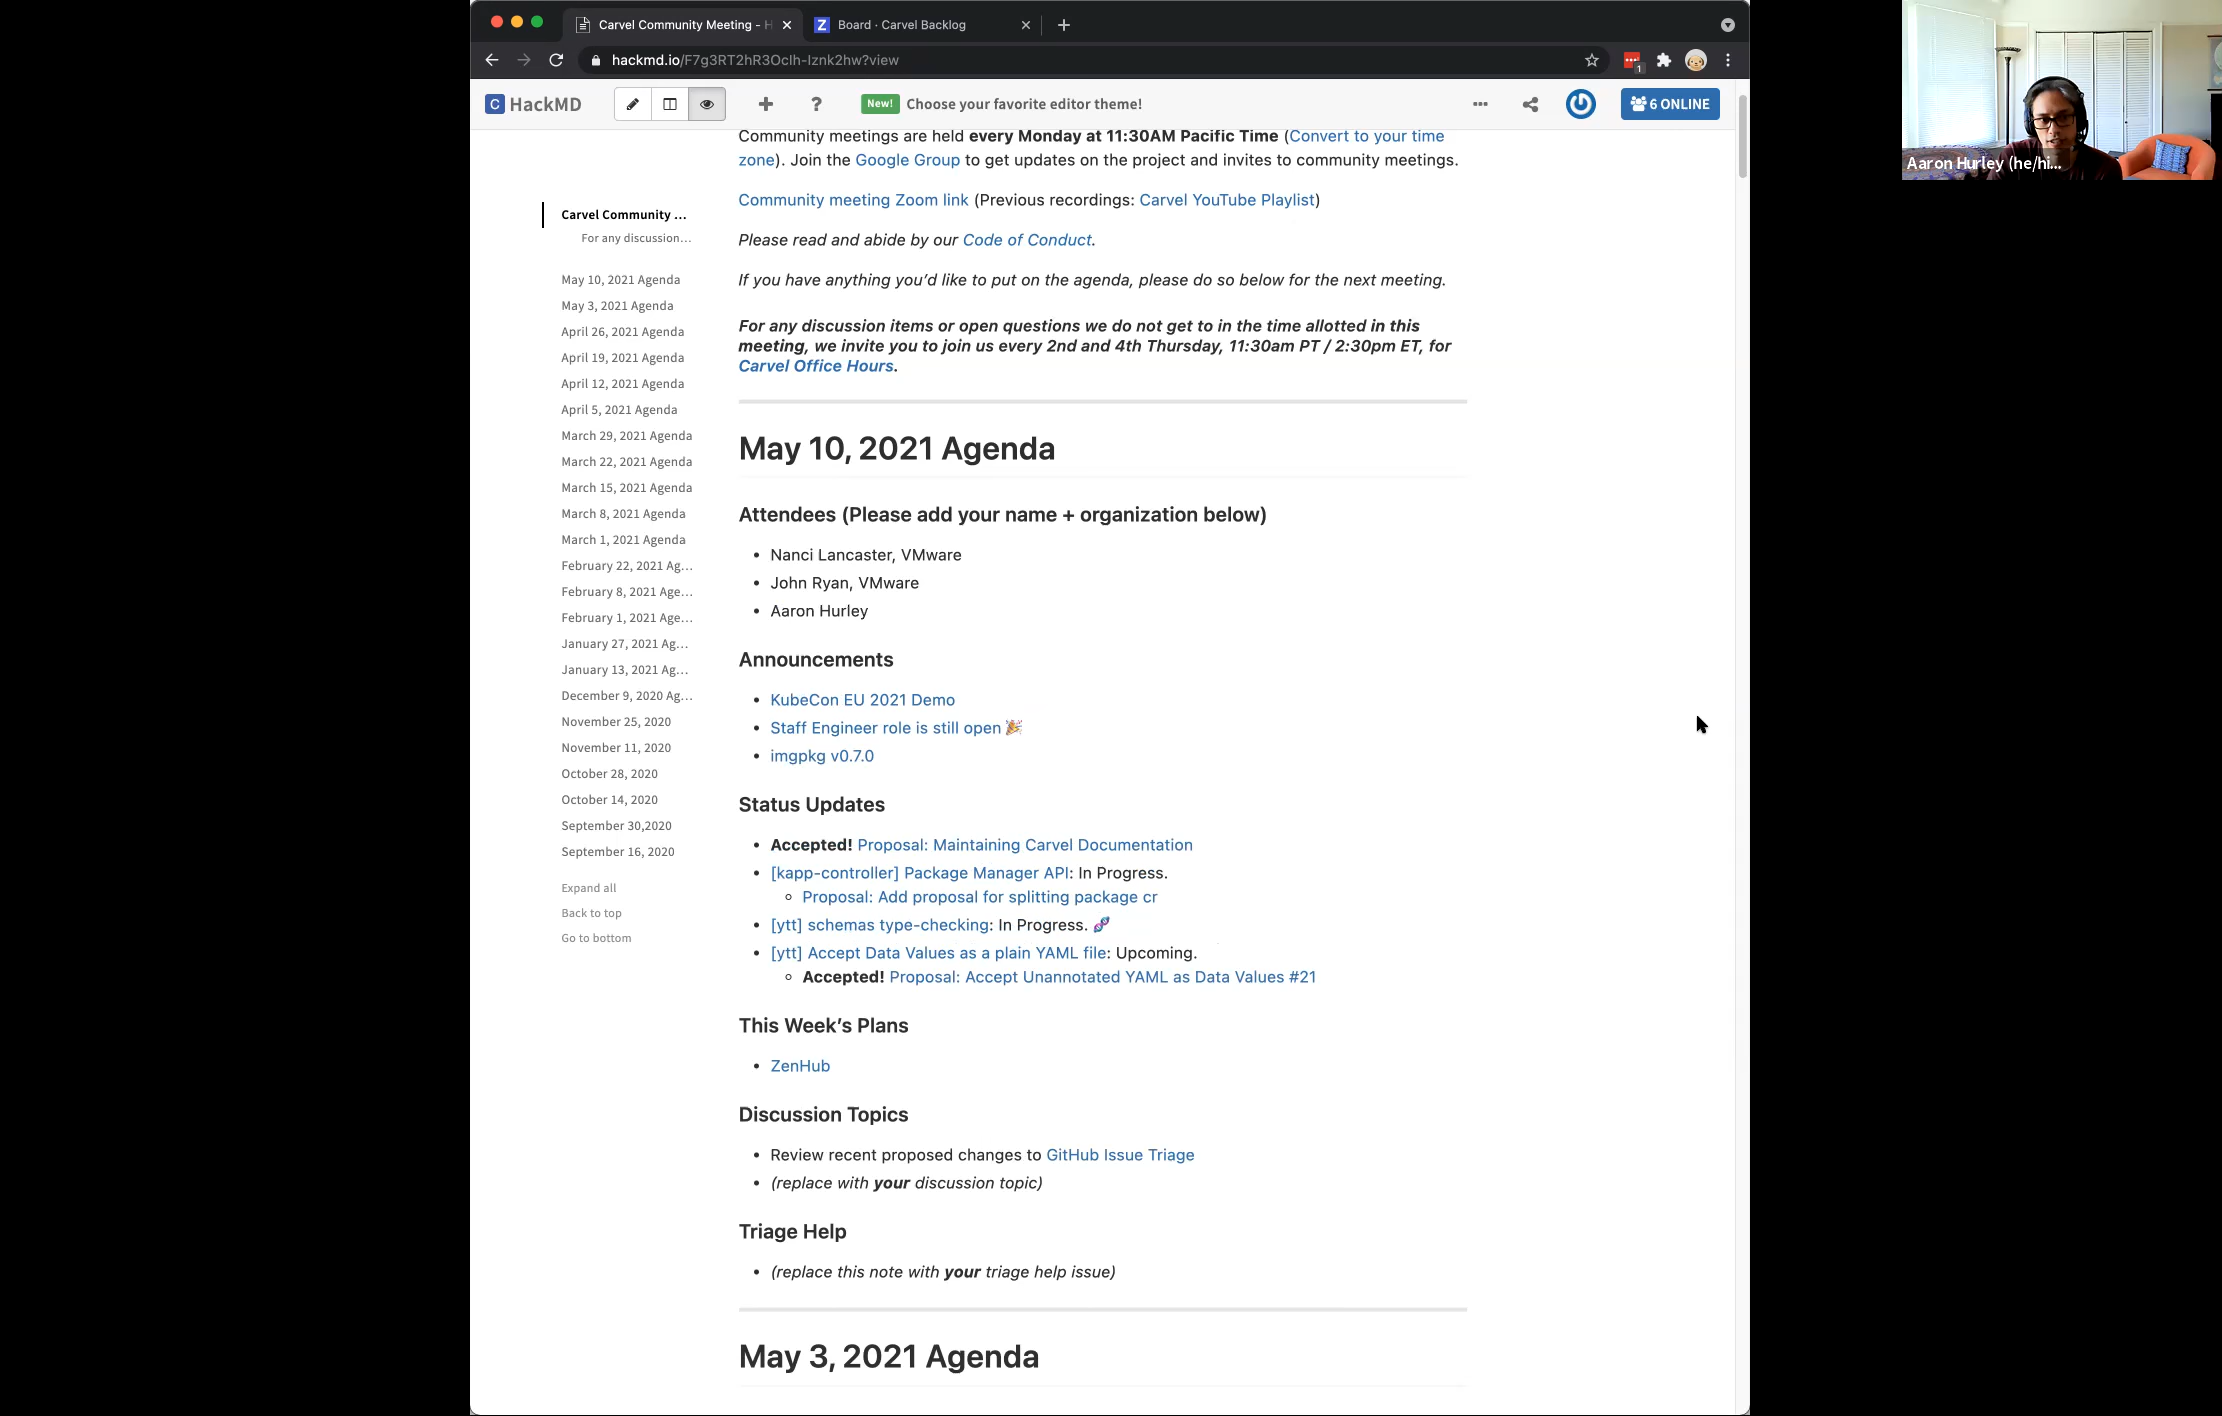 Carvel Community Meeting - H
Board · Carvel Backlog
hackmd.io/F7g3RT2hR3OcIh-Iznk2hw?view
1
C HackMD
New! Choose your favorite editor theme!
6 ONLINE
Aaron Hurley (he/hi...
Carvel Community ...
For any discussion...
May 10, 2021 Agenda
May 3, 2021 Agenda
April 26, 2021 Agenda
April 19, 2021 Agenda
April 12, 2021 Agenda
April 5, 2021 Agenda
March 29, 2021 Agenda
March 22, 2021 Agenda
March 15, 2021 Agenda
March 8, 2021 Agenda
March 1, 2021 Agenda
February 22, 2021 Ag...
February 8, 2021 Age...
February 1, 2021 Age...
January 27, 2021 Ag...
January 13, 2021 Ag...
December 9, 2020 Ag...
November 25, 2020
November 11, 2020
October 28, 2020
October 14, 2020
September 30,2020
September 16, 2020
Expand all
Back to top
Go to bottom
Community meetings are held every Monday at 11:30AM Pacific Time (Convert to your time
zone). Join the Google Group to get updates on the project and invites to community meetings.
Community meeting Zoom link (Previous recordings: Carvel YouTube Playlist)
Please read and abide by our Code of Conduct.
If you have anything you'd like to put on the agenda, please do so below for the next meeting.
For any discussion items or open questions we do not get to in the time allotted in this
meeting, we invite you to join us every 2nd and 4th Thursday, 11:30am PT / 2:30pm ET, for
Carvel Office Hours.
May 10, 2021 Agenda
Attendees (Please add your name + organization below)
• Nanci Lancaster, VMware
• John Ryan, VMware
• Aaron Hurley
Announcements
• KubeCon EU 2021 Demo
• Staff Engineer role is still open 🎉
• imgpkg v0.7.0
Status Updates
• Accepted! Proposal: Maintaining Carvel Documentation
• [kapp-controller] Package Manager API: In Progress.
◦ Proposal: Add proposal for splitting package cr
• [ytt] schemas type-checking: In Progress. 🧬
• [ytt] Accept Data Values as a plain YAML file: Upcoming.
◦ Accepted! Proposal: Accept Unannotated YAML as Data Values #21
This Week's Plans
• ZenHub
Discussion Topics
• Review recent proposed changes to GitHub Issue Triage
• (replace with your discussion topic)
Triage Help
• (replace this note with your triage help issue)
May 3, 2021 Agenda